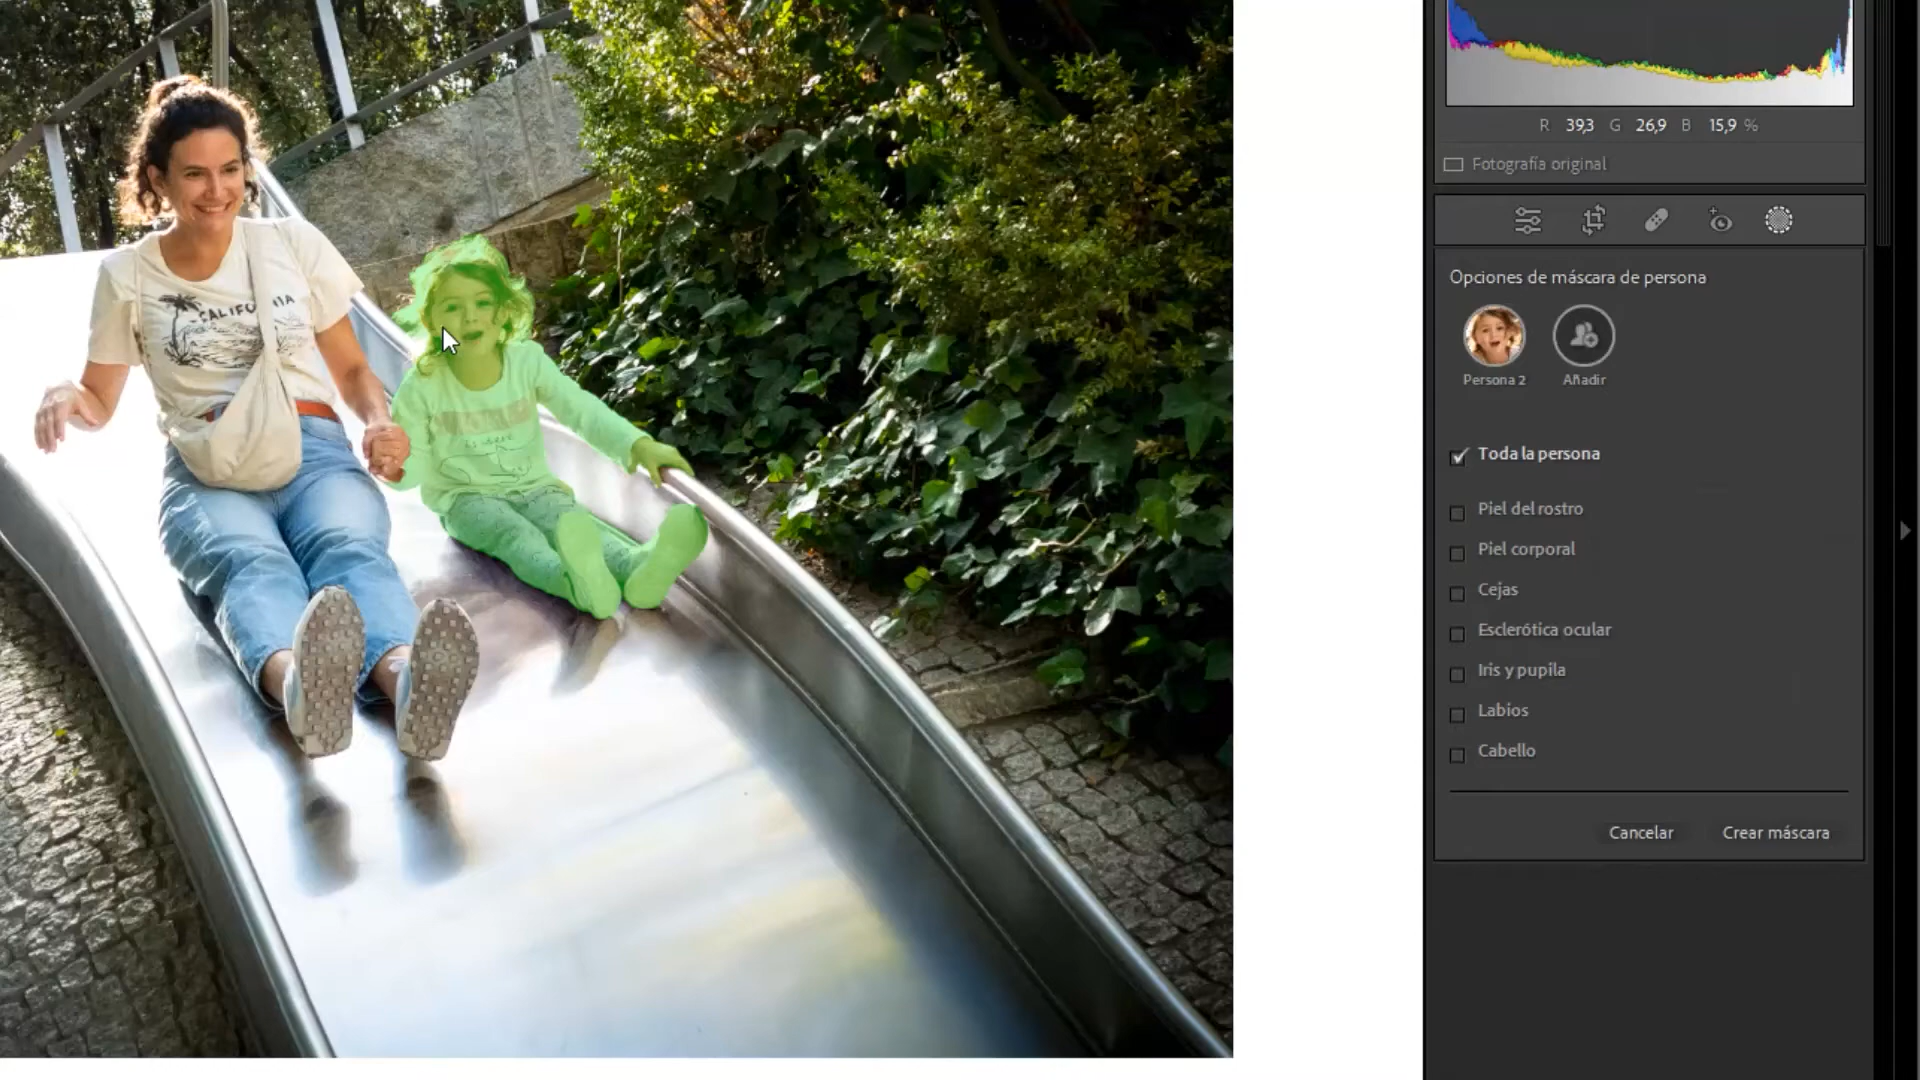 R 39,3 G 26,9 B 15,9 %
Fotografía original
Opciones de máscara de persona
Persona 2
Añadir
Toda la persona
Piel del rostro
Piel corporal
Cejas
Esclerótica ocular
Iris y pupila
Labios
Cabello
Cancelar
Crear máscara
CALIFORNIA